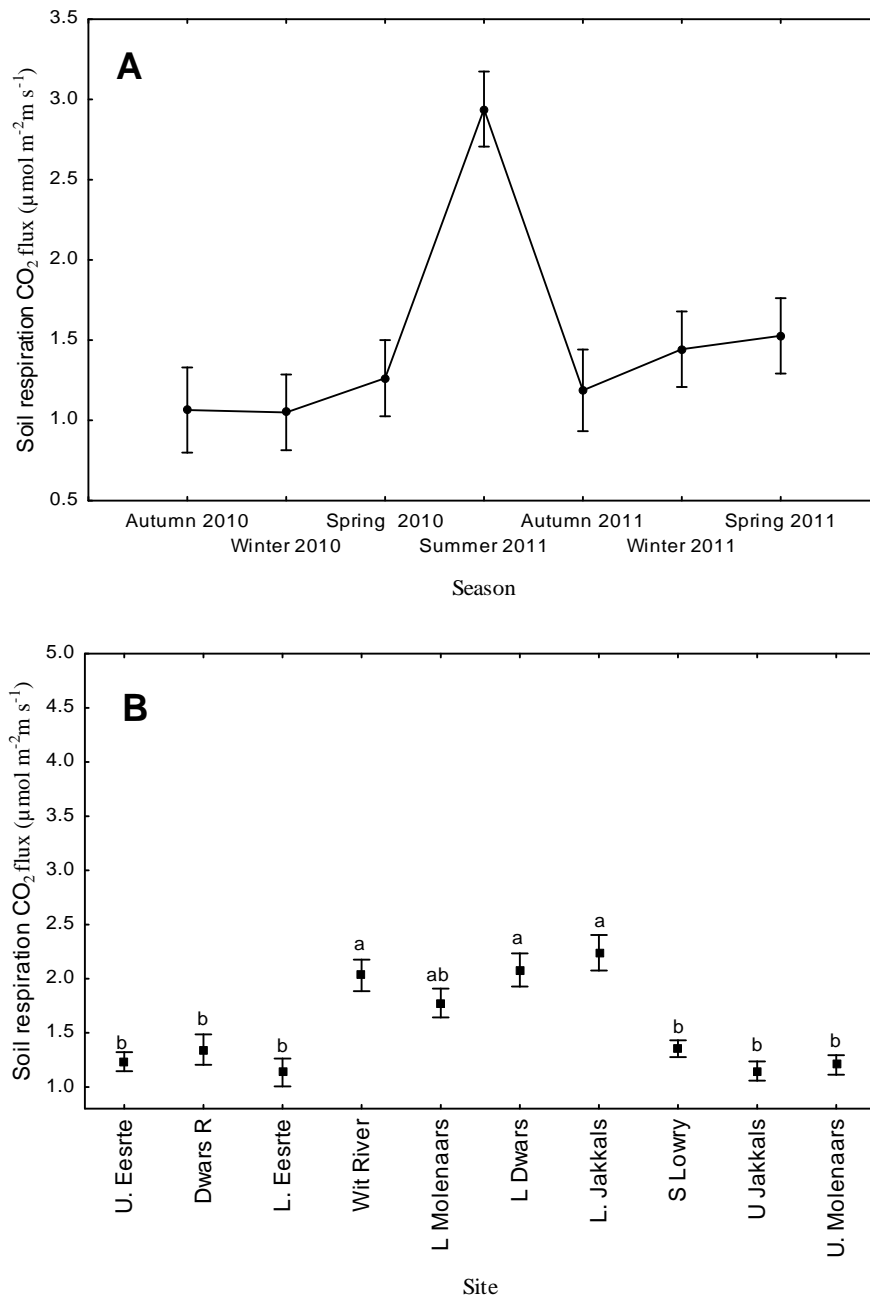 A
Soil respiration CO₂ flux (µmol m⁻²m s⁻¹)
3.5
3.0
2.5
2.0
1.5
1.0
0.5
Autumn 2010
Winter 2010
Spring 2010
Summer 2011
Autumn 2011
Winter 2011
Spring 2011
Season
B
Soil respiration CO₂ flux (µmol m⁻²m s⁻¹)
5.0
4.5
4.0
3.5
3.0
2.5
2.0
1.5
1.0
b
b
b
a
ab
a
a
b
b
b
U. Eesrte
Dwars R
L. Eesrte
Wit River
L Molenaars
L Dwars
L. Jakkals
S Lowry
U Jakkals
U. Molenaars
Site